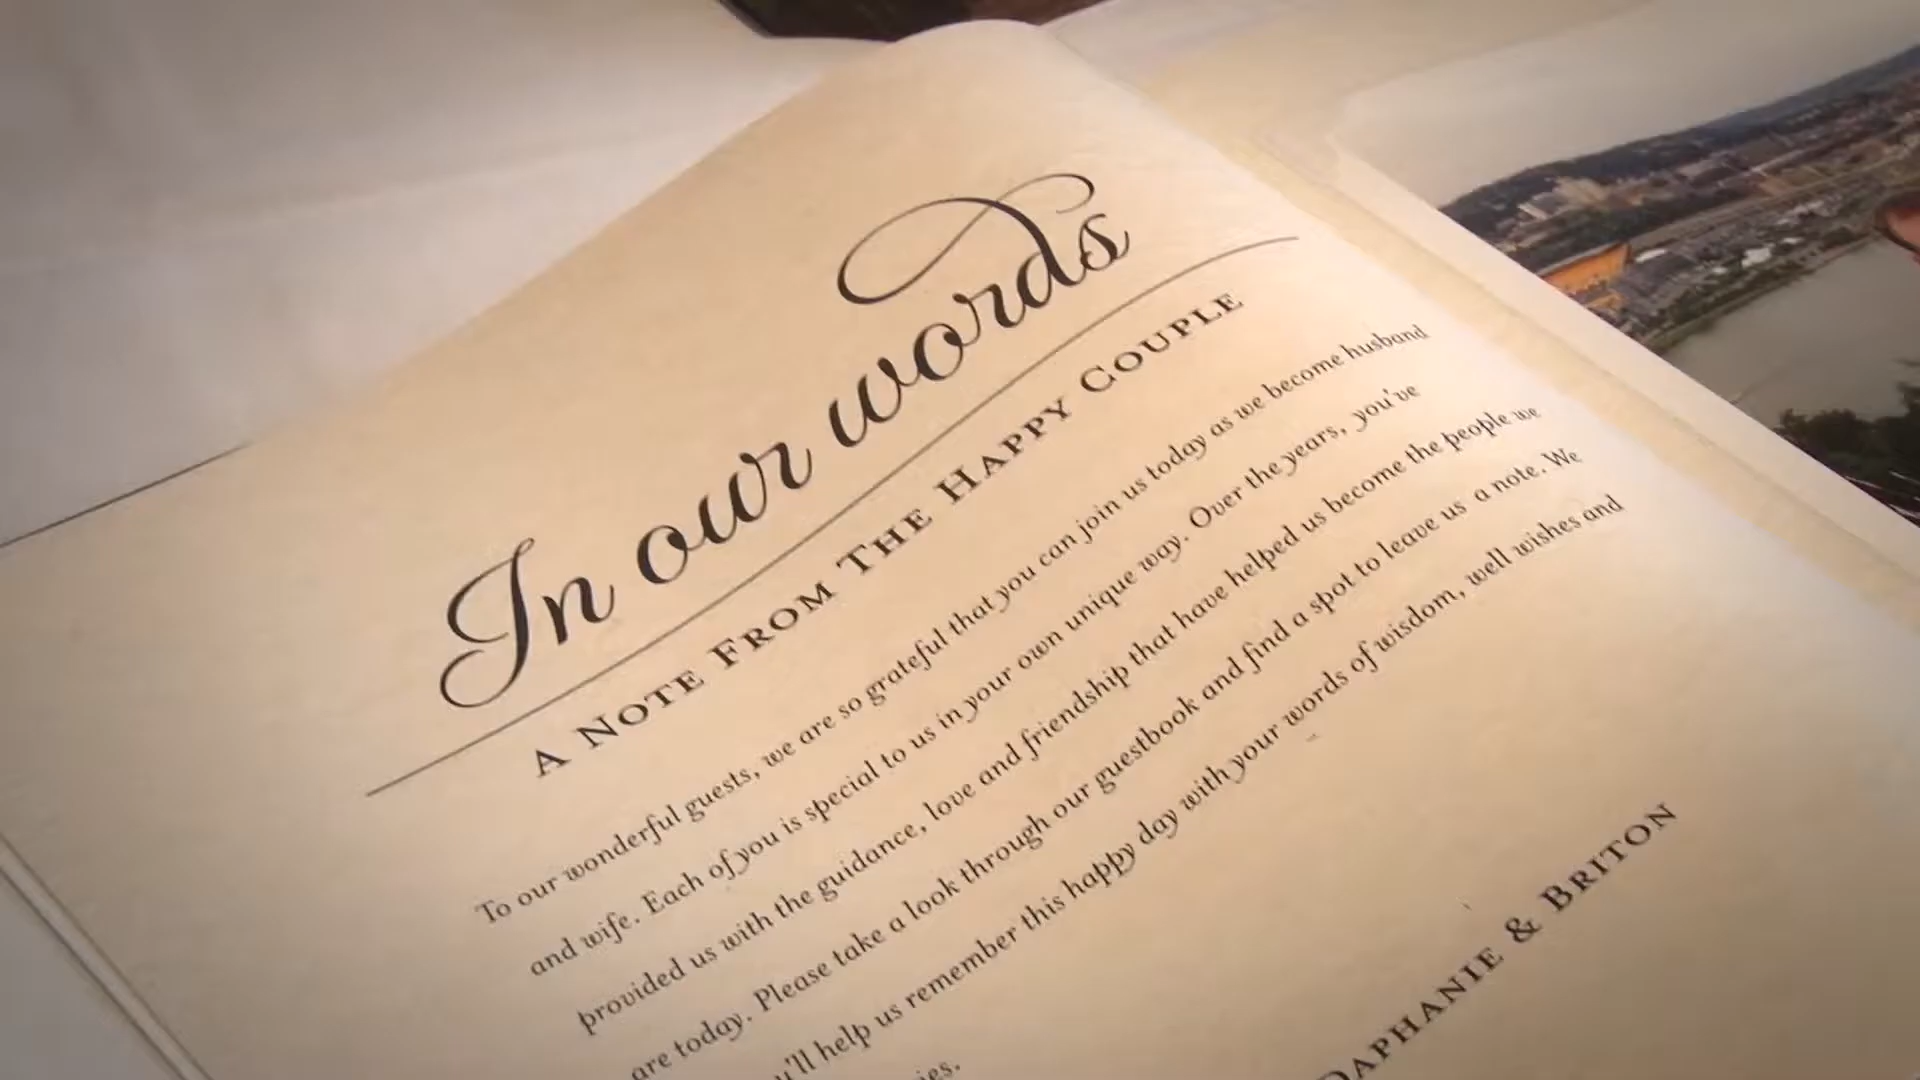 In our words
A NOTE FROM THE HAPPY COUPLE
To our wonderful guests, we are so grateful that you can join us today as we become husband
and wife. Each of you is special to us in your own unique way. Over the years, you've
provided us with the guidance, love and friendship that have helped us become the people we
are today. Please take a look through our guestbook and find a spot to leave us a note. We
help us remember this happy day with your words of wisdom, well wishes and
DAPHANIE & BRITON